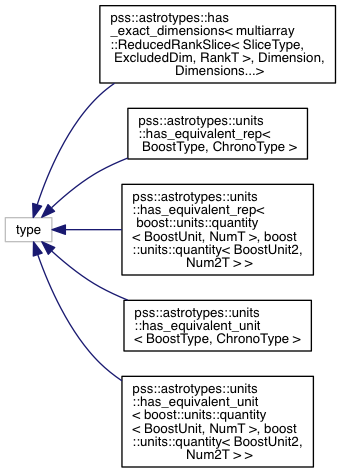 pss::astrotypes::has
_exact_dimensions< multiarray
::ReducedRankSlice< SliceType,
ExcludedDim, RankT >, Dimension,
Dimensions...>
pss::astrotypes::units
::has_equivalent_rep<
BoostType, ChronoType >
pss::astrotypes::units
::has_equivalent_rep<
boost::units::quantity
< BoostUnit, NumT >, boost
::units::quantity< BoostUnit2,
Num2T > >
type
pss::astrotypes::units
::has_equivalent_unit
< BoostType, ChronoType >
pss::astrotypes::units
::has_equivalent_unit
< boost::units::quantity
< BoostUnit, NumT >, boost
::units::quantity< BoostUnit2,
Num2T > >